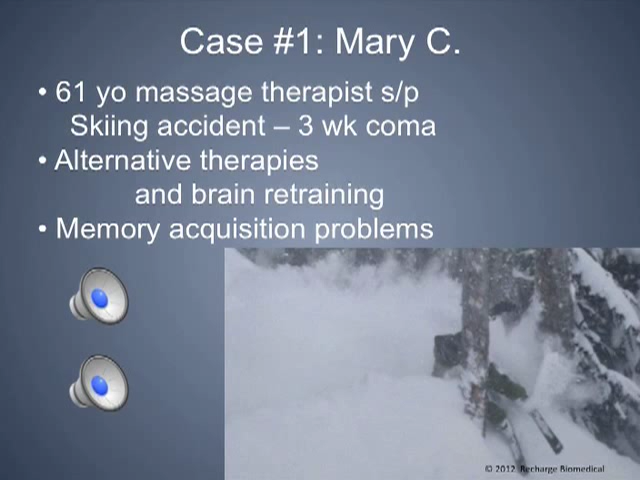 Case #1: Mary C.
• 61 yo massage therapist s/p
Skiing accident – 3 wk coma
• Alternative therapies
and brain retraining
• Memory acquisition problems
© 2012 Recharge Biomedical